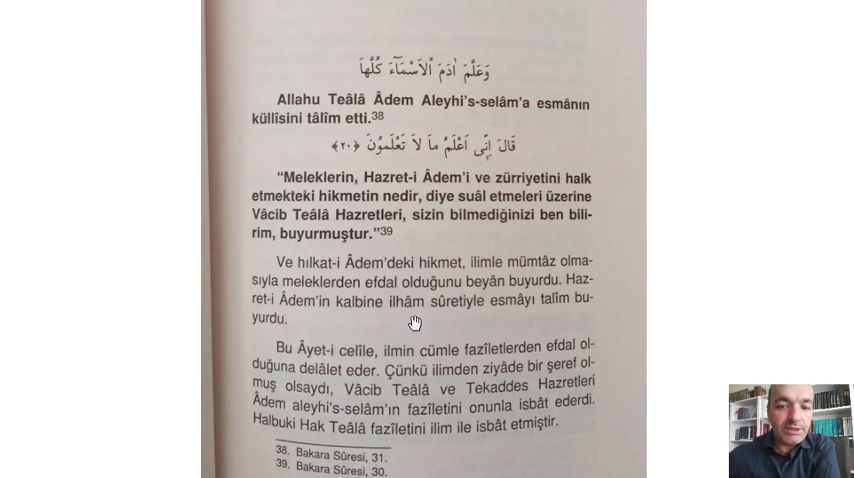 وَعَلَّمَ اٰدَمَ الْاَسْمَٓاءَ كُلَّهَا
Allahu Teâlâ Âdem Aleyhi's-selâm'a esmânın
küllîsini tâlîm etti.38
قَالَ اِنّ۪ى اَعْلَمُ مَا لَا تَعْلَمُونَ ﴿٢٠﴾
“Meleklerin, Hazret-i Âdem'i ve zürriyetini halk
etmekteki hikmetin nedir, diye suâl etmeleri üzerine
Vâcib Teâlâ Hazretleri, sizin bilmediğinizi ben bili-
rim, buyurmuştur.”39
Ve hılkat-i Âdem'deki hikmet, ilimle mümtâz olma-
sıyla meleklerden efdal olduğunu beyân buyurdu. Haz-
ret-i Âdem'in kalbine ilhâm sûretiyle esmâyı talîm bu-
yurdu.
Bu Âyet-i celîle, ilmin cümle fazîletlerden efdal ol-
duğuna delâlet eder. Çünkü ilimden ziyâde bir şeref ol-
muş olsaydı, Vâcib Teâlâ ve Tekaddes Hazretleri
Âdem aleyhi's-selâm'ın fazîletini onunla isbât ederdi.
Halbuki Hak Teâlâ fazîletini ilim ile isbât etmiştir.
38. Bakara Sûresi, 31.
39. Bakara Sûresi, 30.